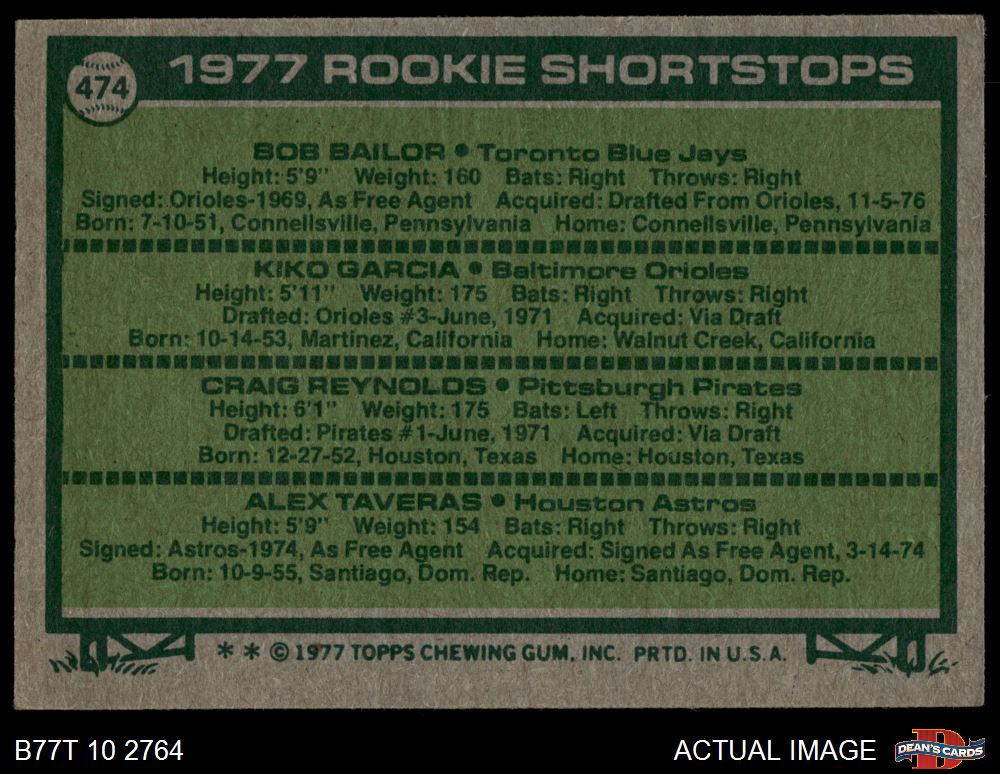 474
1977 ROOKIE SHORTSTOPS
BOB BAILOR • Toronto Blue Jays
Height: 5'9" Weight: 160 Bats: Right Throws: Right
Signed: Orioles-1969, As Free Agent Acquired: Drafted From Orioles, 11-5-76
Born: 7-10-51, Connellsville, Pennsylvania Home: Connellsville, Pennsylvania
KIKO GARCIA • Baltimore Orioles
Height: 5'11" Weight: 175 Bats: Right Throws: Right
Drafted: Orioles #3-June, 1971 Acquired: Via Draft
Born: 10-14-53, Martinez, California Home: Walnut Creek, California
CRAIG REYNOLDS • Pittsburgh Pirates
Height: 6'1" Weight: 175 Bats: Left Throws: Right
Drafted: Pirates #1-June, 1971 Acquired: Via Draft
Born: 12-27-52, Houston, Texas Home: Houston, Texas
ALEX TAVERAS • Houston Astros
Height: 5'9" Weight: 154 Bats: Right Throws: Right
Signed: Astros-1974, As Free Agent Acquired: Signed As Free Agent, 3-14-74
Born: 10-9-55, Santiago, Dom. Rep. Home: Santiago, Dom. Rep.
* * © 1977 TOPPS CHEWING GUM, INC. PRTD. IN U.S.A.
B77T 10 2764
ACTUAL IMAGE
D
DEAN'S CARDS